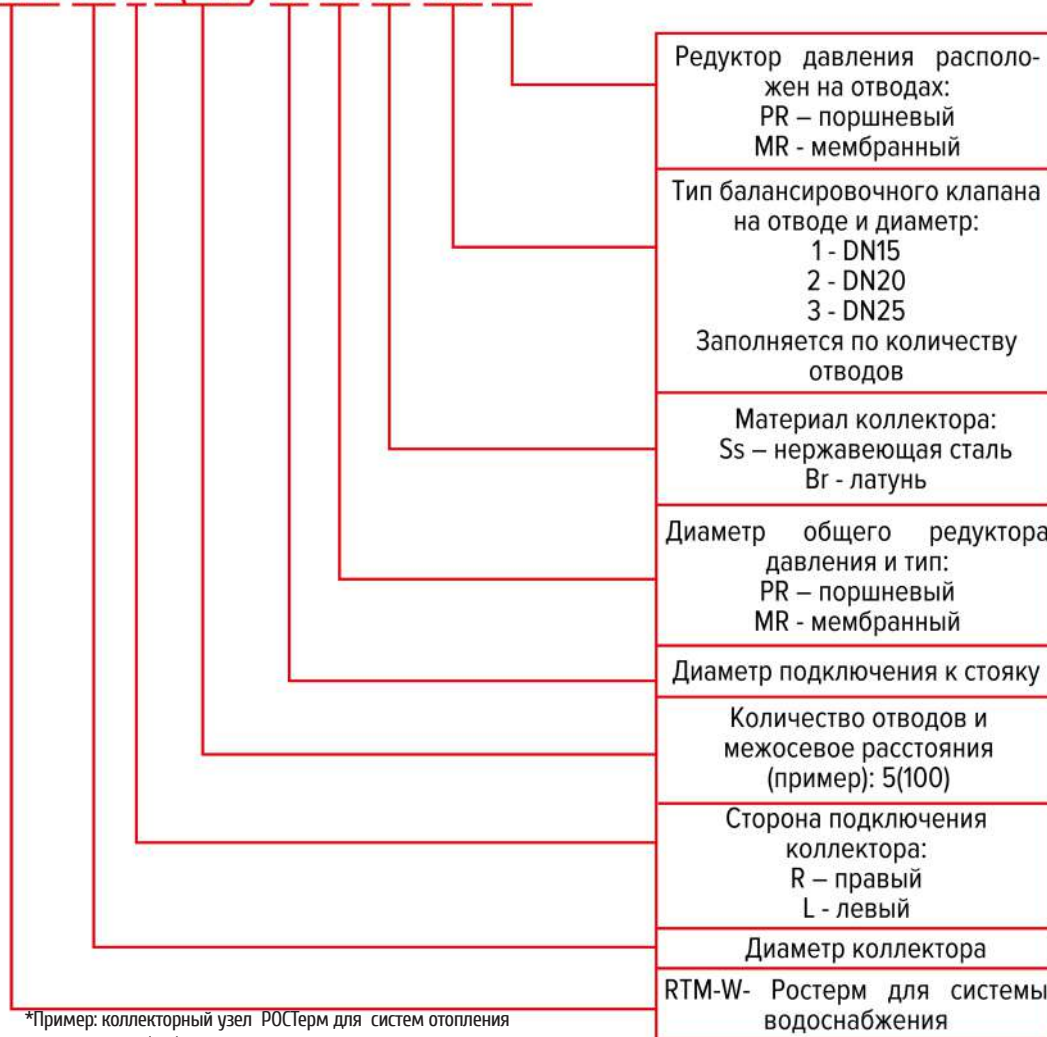 Редуктор давления располо-
жен на отводах:
PR – поршневый
MR - мембранный
Тип балансировочного клапана
на отводе и диаметр:
1 - DN15
2 - DN20
3 - DN25
Заполняется по количеству
отводов
Материал коллектора:
Ss – нержавеющая сталь
Br - латунь
Диаметр общего редуктора
давления и тип:
PR – поршневый
MR - мембранный
Диаметр подключения к стояку
Количество отводов и
межосевое расстояния
(пример): 5(100)
Сторона подключения
коллектора:
R – правый
L - левый
Диаметр коллектора
RTM-W- Ростерм для системы
водоснабжения
*Пример: коллекторный узел РОСТерм для систем отопления